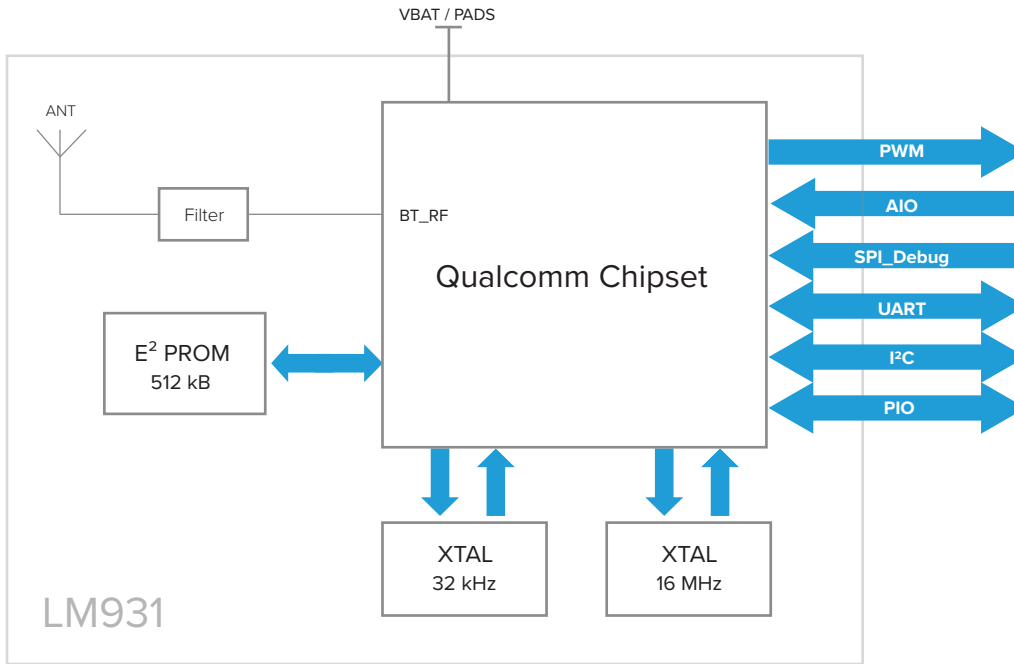 VBAT / PADS
ANT
Filter
BT_RF
Qualcomm Chipset
PWM
AIO
SPI_Debug
UART
I²C
PIO
E² PROM
512 kB
XTAL
32 kHz
XTAL
16 MHz
LM931